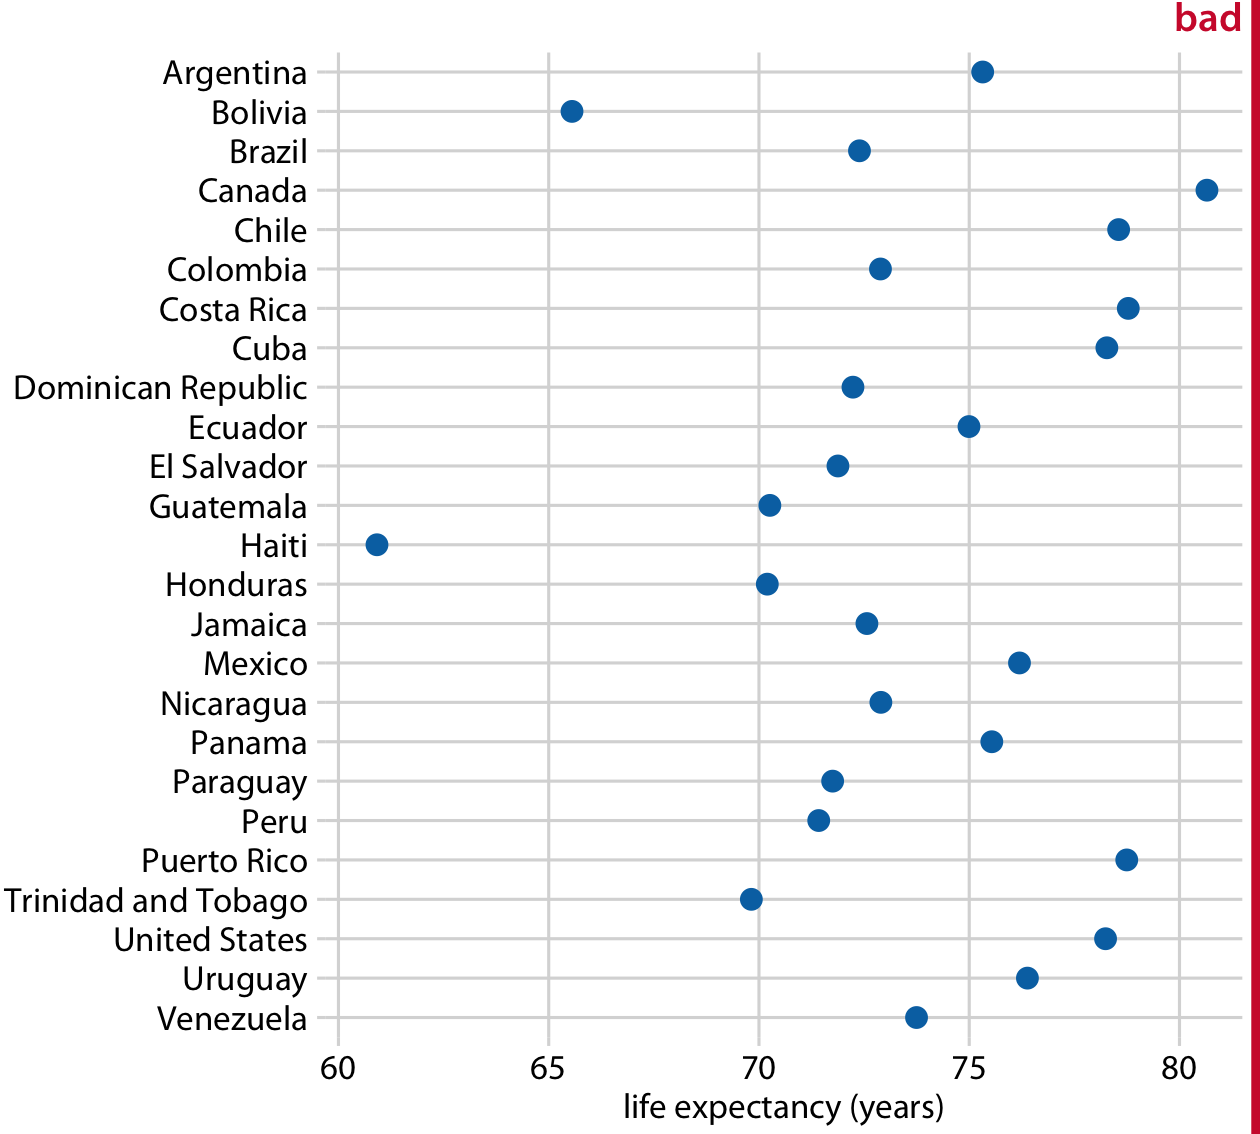 bad
Argentina
Bolivia
Brazil
Canada
Chile
Colombia
Costa Rica
Cuba
Dominican Republic
Ecuador
El Salvador
Guatemala
Haiti
Honduras
Jamaica
Mexico
Nicaragua
Panama
Paraguay
Peru
Puerto Rico
Trinidad and Tobago
United States
Uruguay
Venezuela
60 65 70 75 80
life expectancy (years)